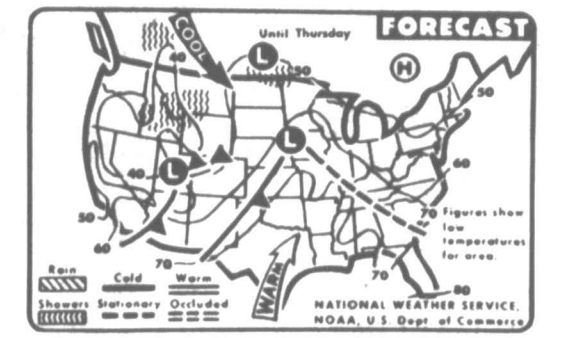 FORECAST
Until Thursday
COOL
40
L
50
H
50
L
L
40
60
50
60
70
70
Figures show
low
temperatures
for area.
WARM
70
80
Rain
Cold
Warm
Showers
Stationary
Occluded
NATIONAL WEATHER SERVICE,
NOAA, U.S. Dept. of Commerce